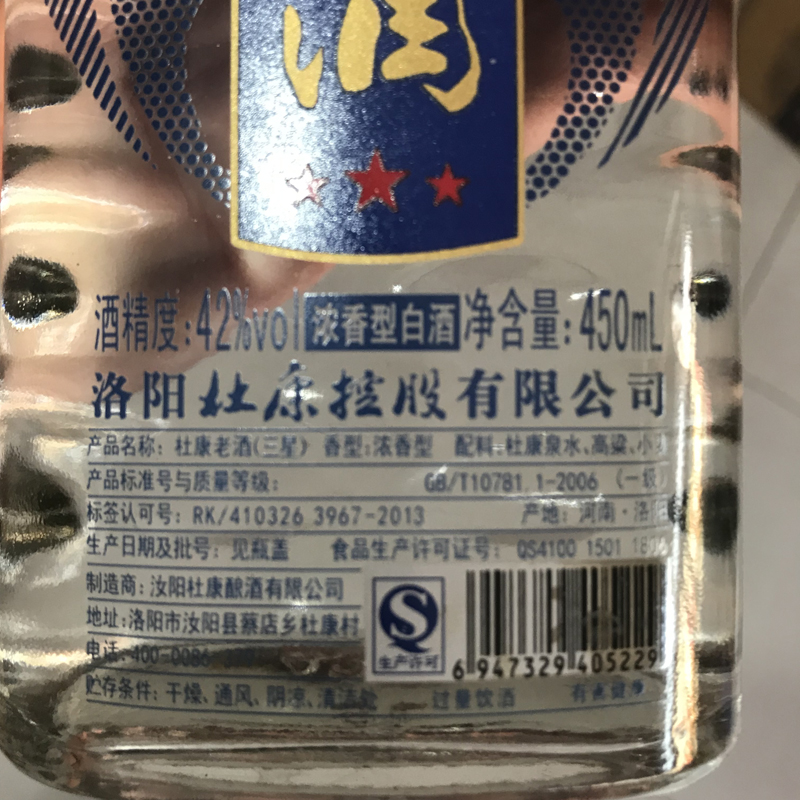 酒精度:42%vol 浓香型白酒 净含量:450mL
洛阳杜康控股有限公司
产品名称: 杜康老酒(三星) 香型:浓香型 配料:杜康泉水、高粱、小
产品标准号与质量等级: GB/T10781.1-2006 (一级)
标签认可号: RK/410326 3967-2013 产地: 河南·洛阳
生产日期及批号: 见瓶盖 食品生产许可证号: QS4100 1501
制造商: 汝阳杜康酿酒有限公司
地址:洛阳市汝阳县蔡店乡杜康村
生产许可
电话:400-0086
6 947329 405229
贮存条件: 干燥、通风、阴凉、清洁处 过量饮酒 有害健康